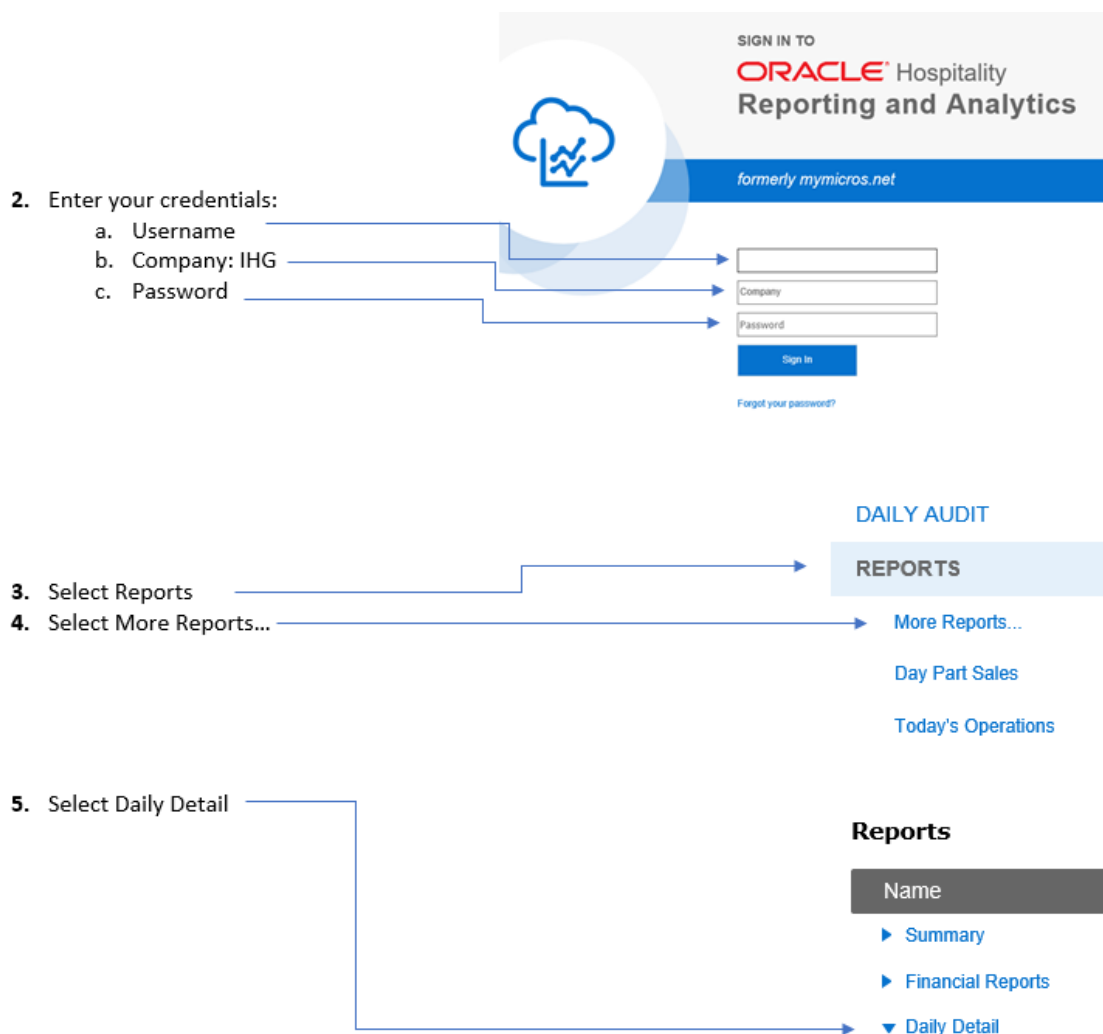 SIGN IN TO
ORACLE® Hospitality
Reporting and Analytics
formerly mymicros.net
2. Enter your credentials:
a. Username
b. Company: IHG
c. Password
Company
Password
Sign In
Forgot your password?
DAILY AUDIT
REPORTS
3. Select Reports
4. Select More Reports...
More Reports...
Day Part Sales
Today's Operations
5. Select Daily Detail
Reports
Name
Summary
Financial Reports
Daily Detail